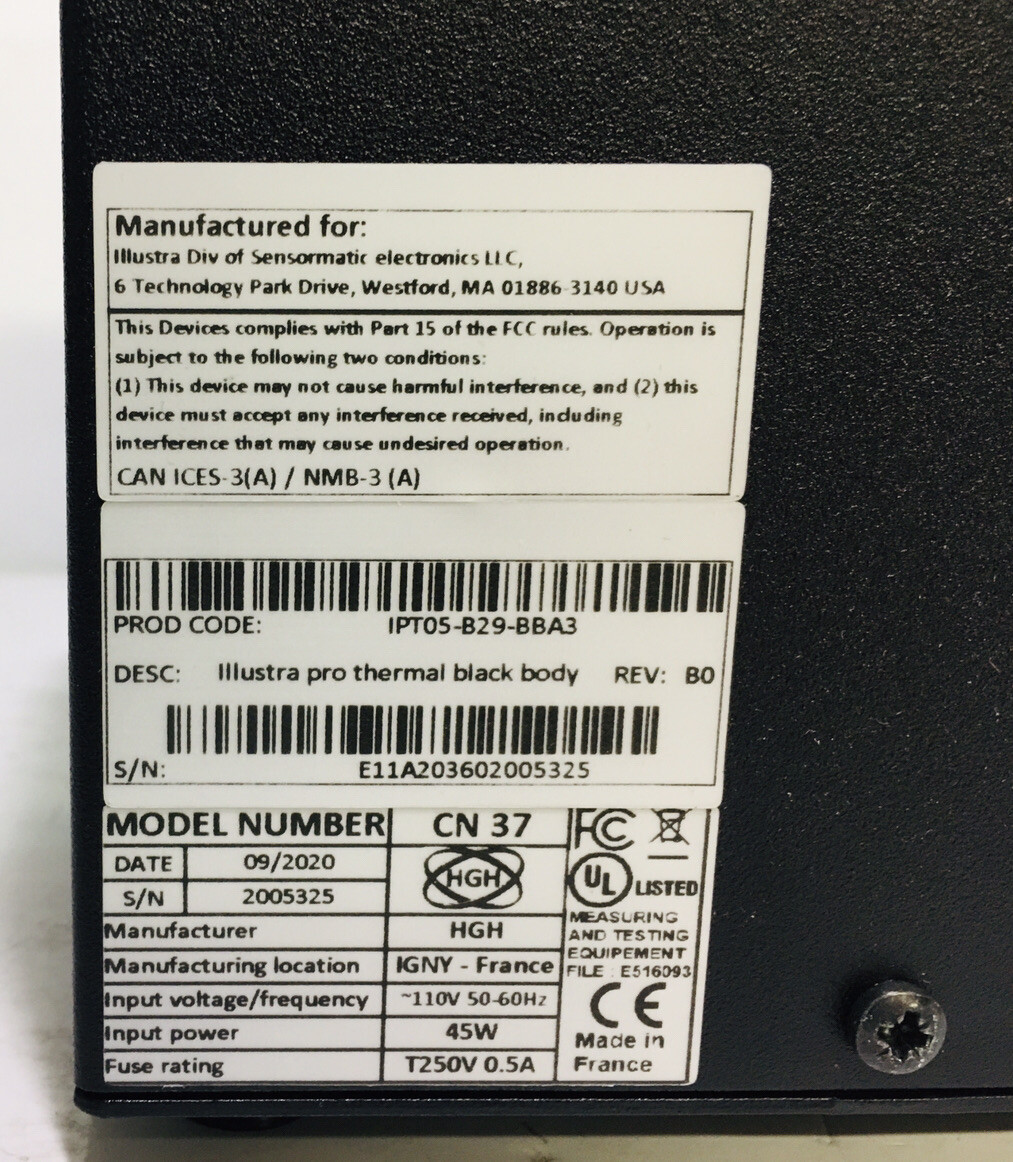 Manufactured for:
Illustra Div of Sensormatic electronics LLC,
6 Technology Park Drive, Westford, MA 01886-3140 USA
This Devices complies with Part 15 of the FCC rules. Operation is
subject to the following two conditions:
(1) This device may not cause harmful interference, and (2) this
device must accept any interference received, including
interference that may cause undesired operation.
CAN ICES-3(A) / NMB-3 (A)
PROD CODE: IPT05-B29-BBA3
DESC: Illustra pro thermal black body REV: B0
S/N: E11A203602005325
MODEL NUMBER CN 37
DATE 09/2020
HGH
S/N 2005325
Manufacturer HGH
Manufacturing location IGNY - France
Input voltage/frequency ~110V 50-60Hz
Input power 45W
Fuse rating T250V 0.5A
FC
UL LISTED
MEASURING
AND TESTING
EQUIPEMENT
FILE : E516093
CE
Made in
France